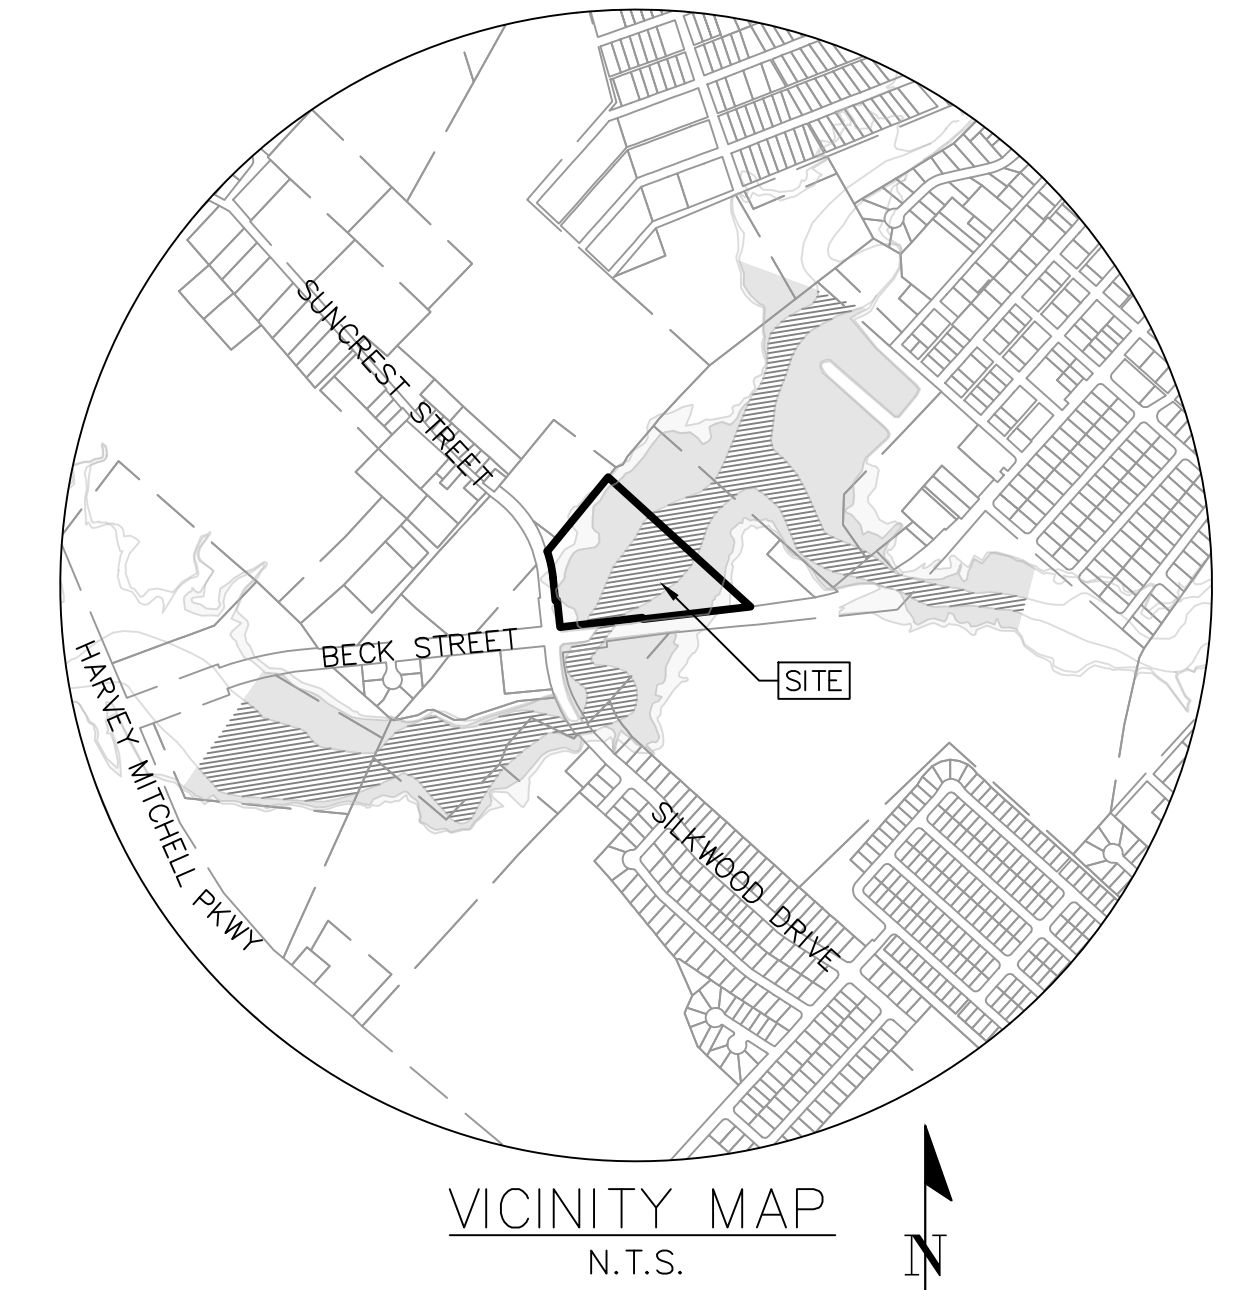 SUNCREST STREET
BECK STREET
SITE
HARVEY MITCHELL PKWY
SILKWOOD DRIVE
VICINITY MAP
N.T.S.
N